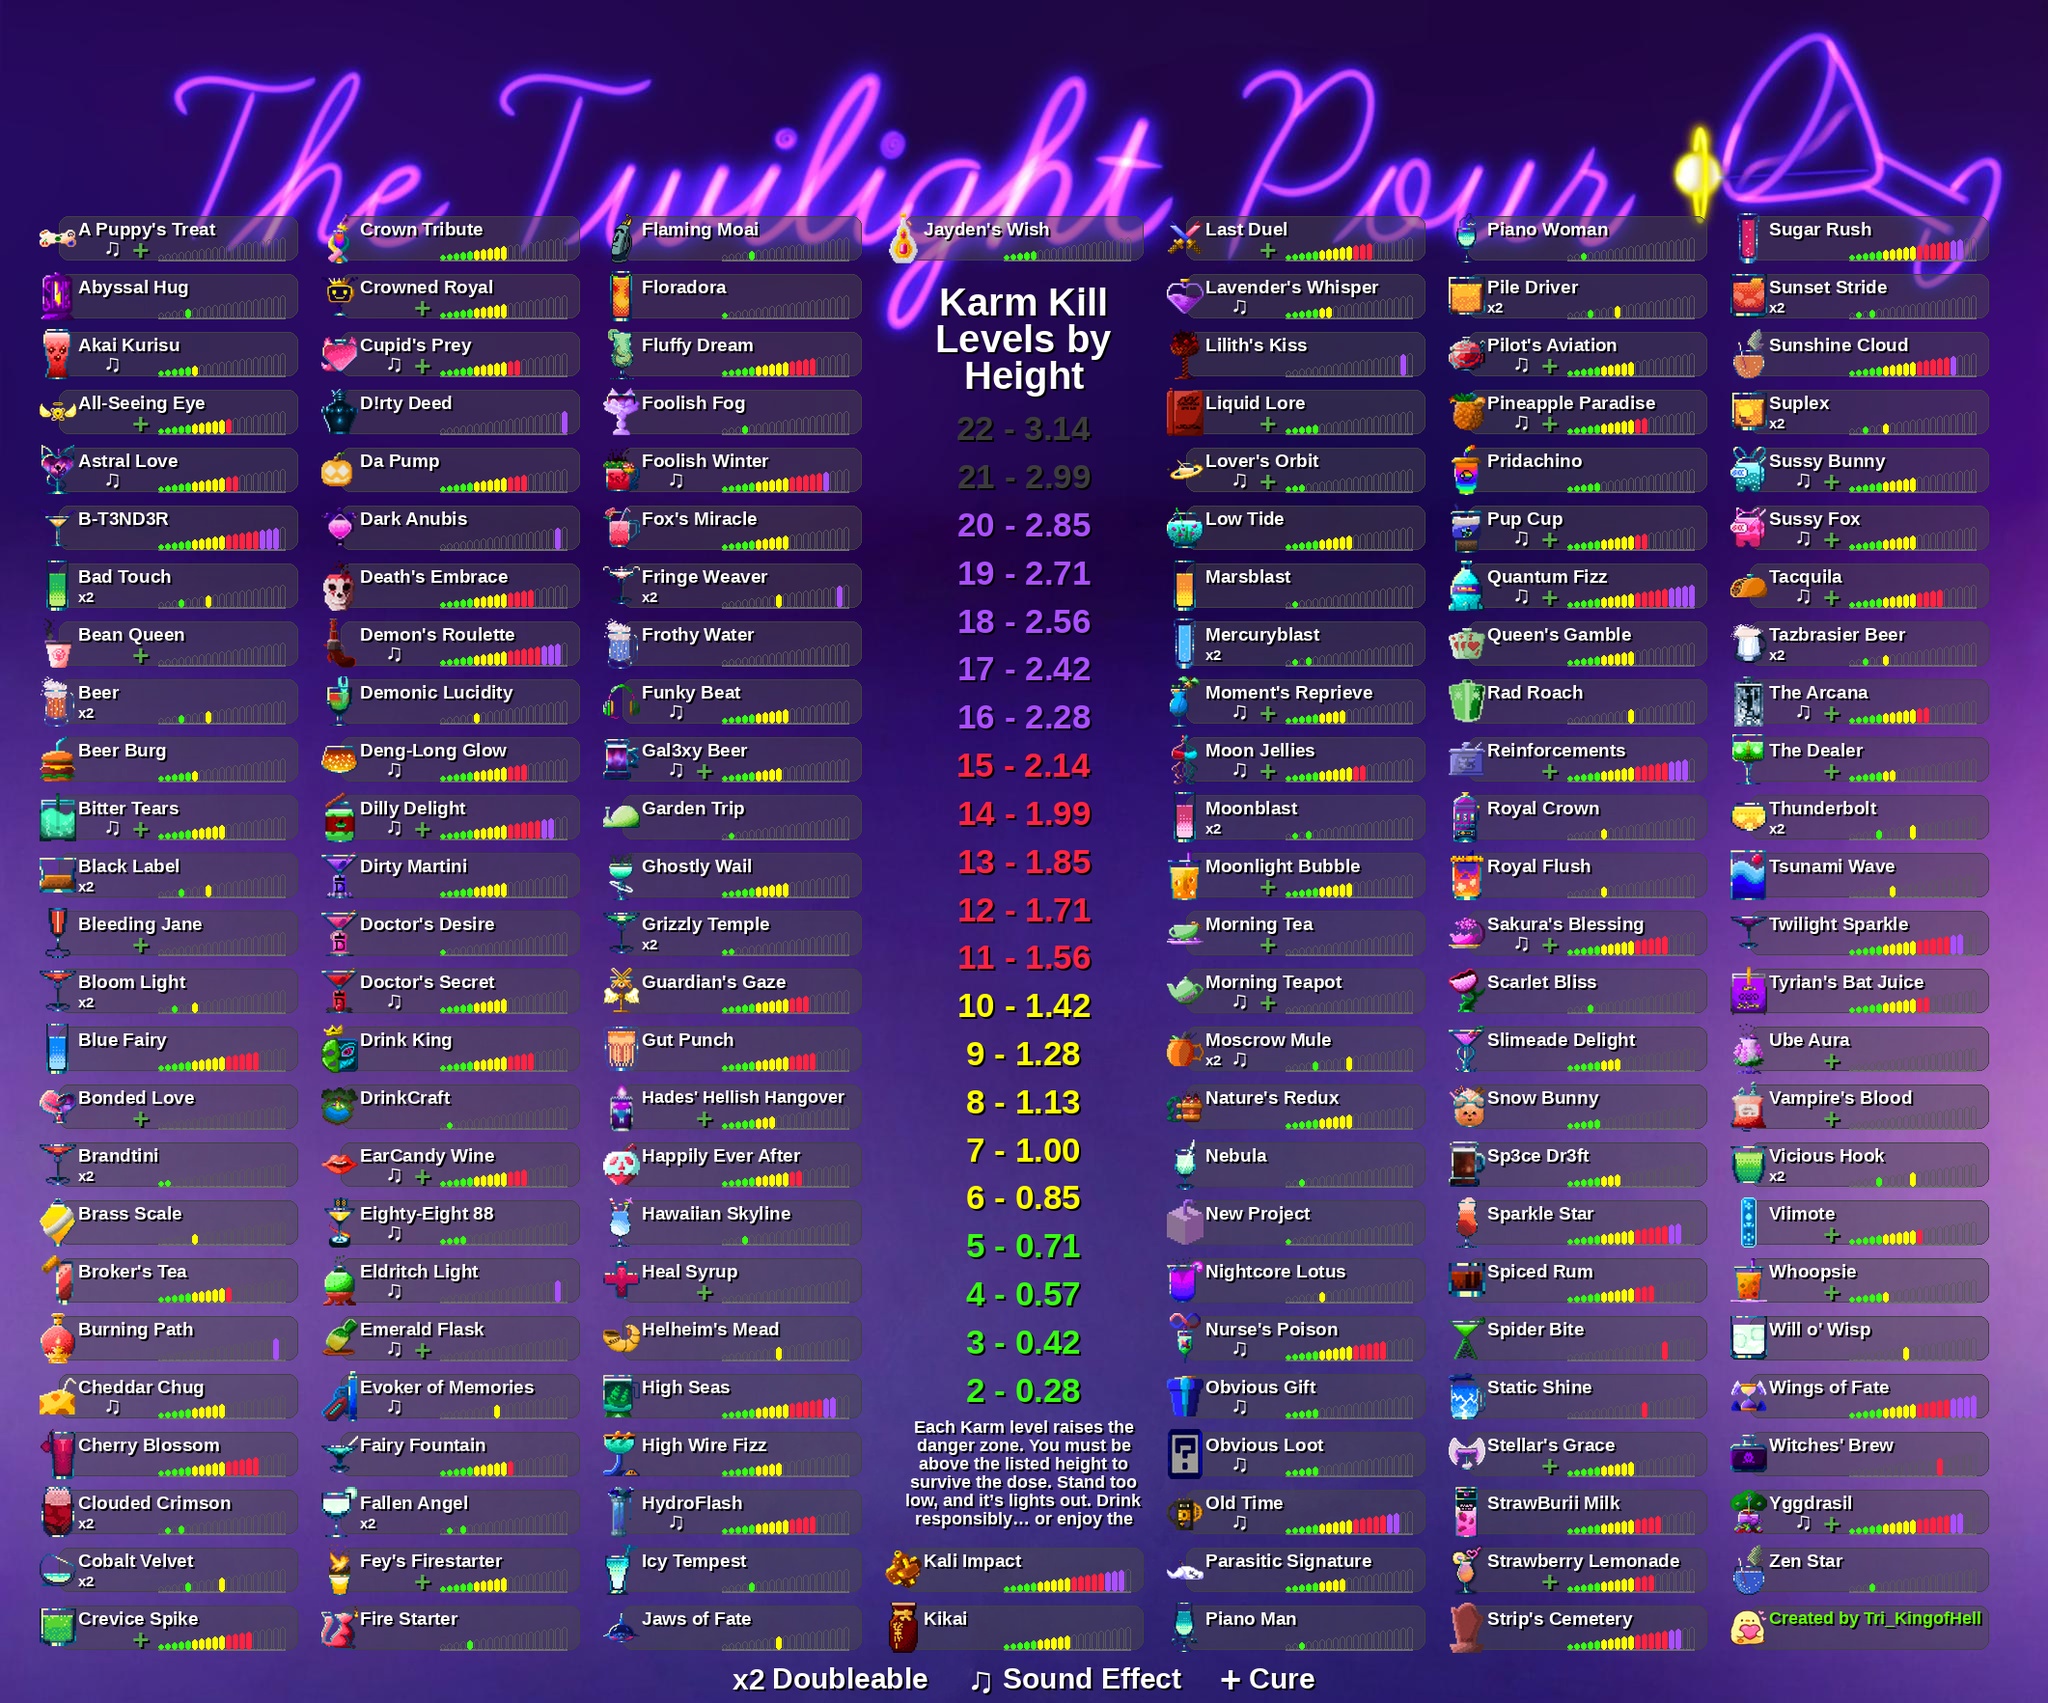 The Twilight Pour
A Puppy's Treat
♫ +
Abyssal Hug
Akai Kurisu
♫
All-Seeing Eye
+
Astral Love
♫
B-T3ND3R
Bad Touch
x2
Bean Queen
+
Beer
x2
Beer Burg
Bitter Tears
♫ +
Black Label
x2
Bleeding Jane
+
Bloom Light
x2
Blue Fairy
Bonded Love
+
Brandtini
x2
Brass Scale
Broker's Tea
Burning Path
Cheddar Chug
♫
Cherry Blossom
Clouded Crimson
x2
Cobalt Velvet
x2
Crevice Spike
+
Crown Tribute
Crowned Royal
+
Cupid's Prey
♫ +
D!rty Deed
Da Pump
Dark Anubis
Death's Embrace
Demon's Roulette
♫
Demonic Lucidity
Deng-Long Glow
♫
Dilly Delight
♫ +
Dirty Martini
Doctor's Desire
Doctor's Secret
♫
Drink King
DrinkCraft
EarCandy Wine
♫ +
Eighty-Eight 88
♫
Eldritch Light
♫
Emerald Flask
♫ +
Evoker of Memories
♫
Fairy Fountain
Fallen Angel
x2
Fey's Firestarter
+
Fire Starter
Flaming Moai
Floradora
Fluffy Dream
Foolish Fog
Foolish Winter
♫
Fox's Miracle
Fringe Weaver
x2
Frothy Water
Funky Beat
♫
Gal3xy Beer
♫ +
Garden Trip
Ghostly Wail
Grizzly Temple
x2
Guardian's Gaze
Gut Punch
Hades' Hellish Hangover
+
Happily Ever After
Hawaiian Skyline
Heal Syrup
+
Helheim's Mead
High Seas
High Wire Fizz
HydroFlash
♫
Icy Tempest
Jaws of Fate
Jayden's Wish
Karm Kill
Levels by
Height
22 - 3.14
21 - 2.99
20 - 2.85
19 - 2.71
18 - 2.56
17 - 2.42
16 - 2.28
15 - 2.14
14 - 1.99
13 - 1.85
12 - 1.71
11 - 1.56
10 - 1.42
9 - 1.28
8 - 1.13
7 - 1.00
6 - 0.85
5 - 0.71
4 - 0.57
3 - 0.42
2 - 0.28
Each Karm level raises the
danger zone. You must be
above the listed height to
survive the dose. Stand too
low, and it's lights out. Drink
responsibly... or enjoy the
Kali Impact
Kikai
Last Duel
+
Lavender's Whisper
♫
Lilith's Kiss
Liquid Lore
+
Lover's Orbit
♫ +
Low Tide
Marsblast
Mercuryblast
x2
Moment's Reprieve
♫ +
Moon Jellies
♫ +
Moonblast
x2
Moonlight Bubble
+
Morning Tea
+
Morning Teapot
♫ +
Moscrow Mule
x2 ♫
Nature's Redux
Nebula
New Project
Nightcore Lotus
Nurse's Poison
♫
Obvious Gift
♫
Obvious Loot
♫
Old Time
♫
Parasitic Signature
Piano Man
Piano Woman
Pile Driver
x2
Pilot's Aviation
♫ +
Pineapple Paradise
♫ +
Pridachino
Pup Cup
♫ +
Quantum Fizz
♫ +
Queen's Gamble
Rad Roach
Reinforcements
+
Royal Crown
Royal Flush
Sakura's Blessing
♫ +
Scarlet Bliss
Slimeade Delight
Snow Bunny
Sp3ce Dr3ft
Sparkle Star
Spiced Rum
Spider Bite
Static Shine
Stellar's Grace
+
StrawBurii Milk
Strawberry Lemonade
+
Strip's Cemetery
Sugar Rush
Sunset Stride
x2
Sunshine Cloud
Suplex
x2
Sussy Bunny
♫ +
Sussy Fox
♫ +
Tacquila
♫ +
Tazbrasier Beer
x2
The Arcana
♫ +
The Dealer
+
Thunderbolt
x2
Tsunami Wave
Twilight Sparkle
Tyrian's Bat Juice
Ube Aura
+
Vampire's Blood
+
Vicious Hook
x2
Viimote
+
Whoopsie
+
Will o' Wisp
Wings of Fate
Witches' Brew
Yggdrasil
♫ +
Zen Star
Created by Tri_KingofHell
x2 Doubleable ♫ Sound Effect + Cure